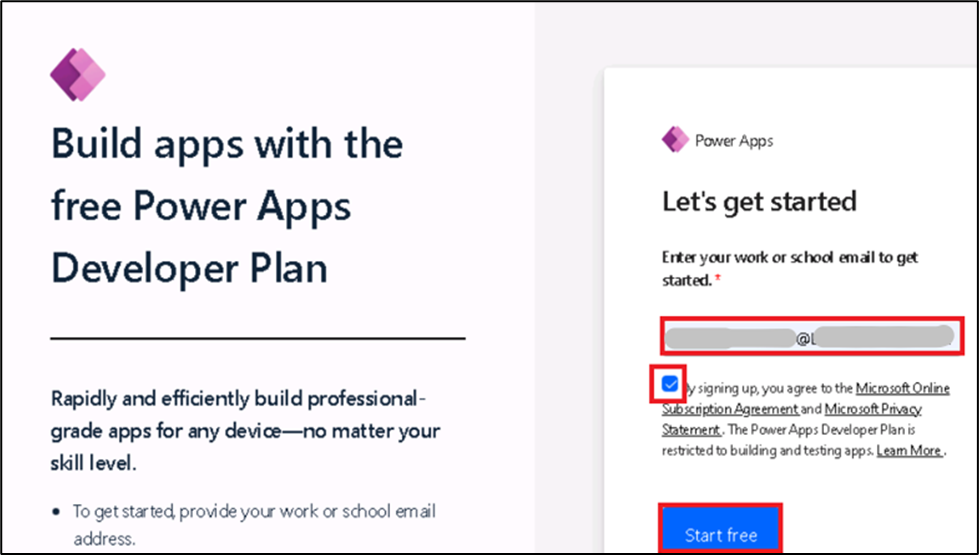 Build apps with the
free Power Apps
Developer Plan
Rapidly and efficiently build professional-
grade apps for any device—no matter your
skill level.
• To get started, provide your work or school email
address.
Power Apps
Let's get started
Enter your work or school email to get
started. *
@
y signing up, you agree to the Microsoft Online
Subscription Agreement and Microsoft Privacy
Statement. The Power Apps Developer Plan is
restricted to building and testing apps. Learn More.
Start free